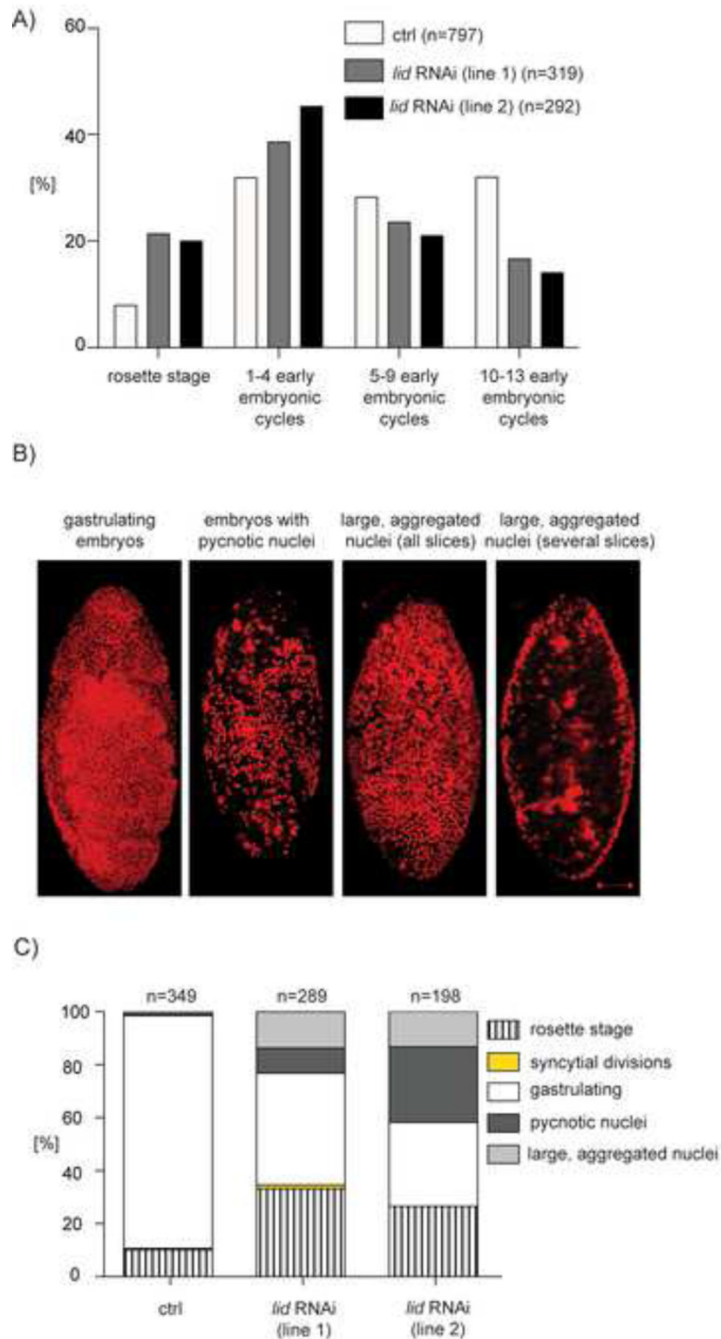 A)
60
40
[%]
20
0
ctrl (n=797)
lid RNAi (line 1) (n=319)
lid RNAi (line 2) (n=292)
rosette stage
1-4 early
embryonic
cycles
5-9 early
embryonic
cycles
10-13 early
embryonic
cycles
B)
gastrulating
embryos
embryos with
pycnotic nuclei
large, aggregated
nuclei (all slices)
large, aggregated
nuclei (several slices)
C)
n=349
n=289
n=198
100
80
60
[%]
40
20
0
rosette stage
syncytial divisions
gastrulating
pycnotic nuclei
large, aggregated nuclei
ctrl
lid RNAi
(line 1)
lid RNAi
(line 2)